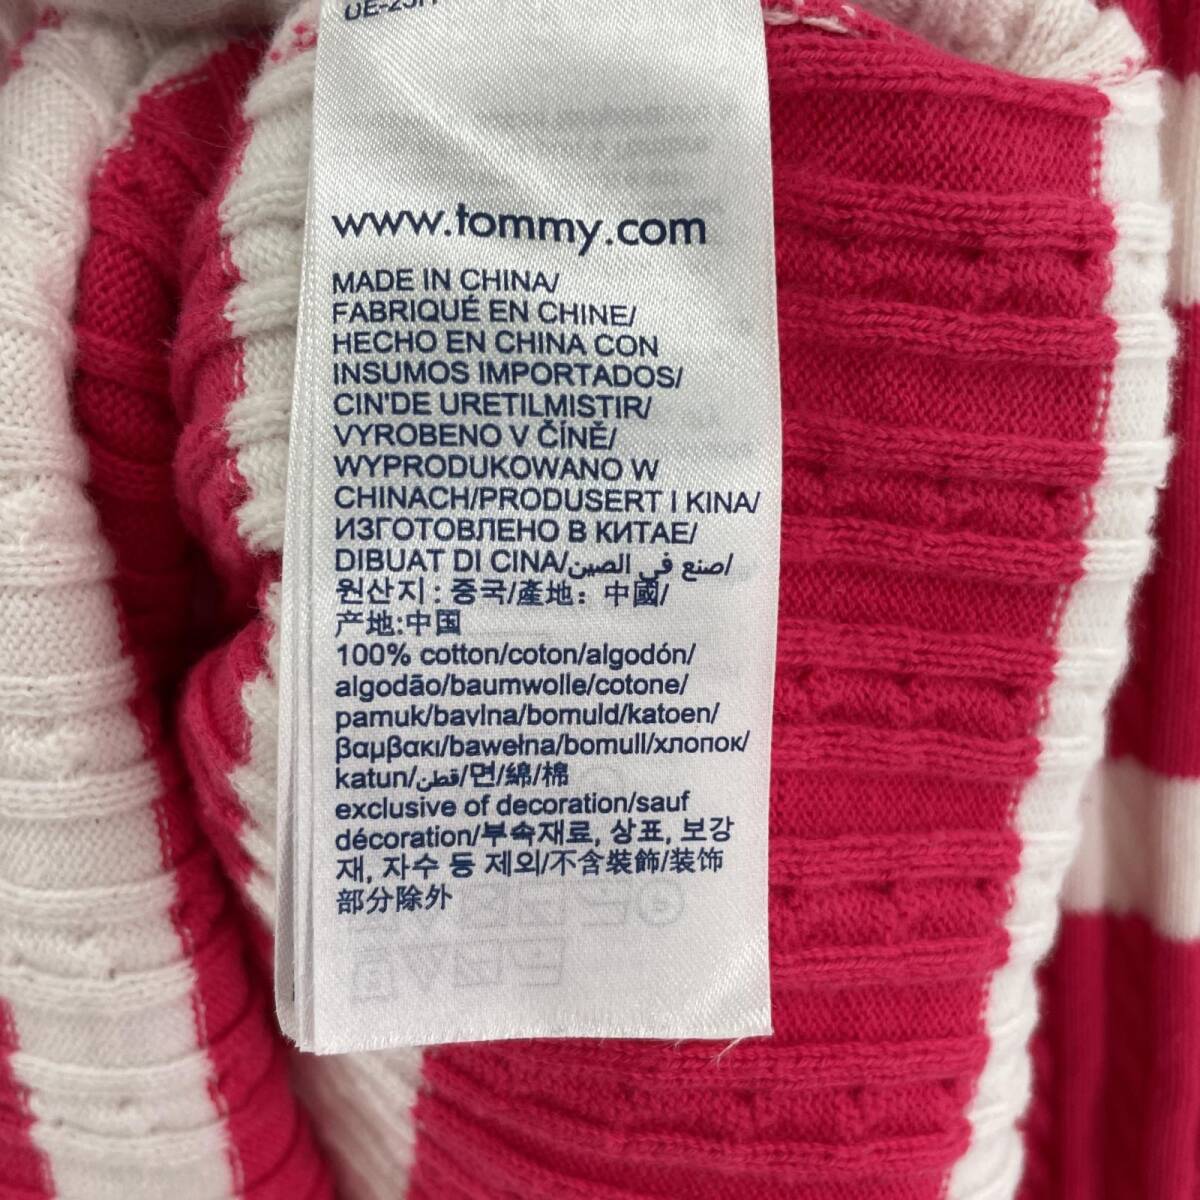 www.tommy.com
MADE IN CHINA/
FABRIQUÉ EN CHINE/
HECHO EN CHINA CON
INSUMOS IMPORTADOS/
CIN'DE URETILMISTIR/
VYROBENO V ČÍNĚ/
WYPRODUKOWANO W
CHINACH/PRODUSERT I KINA/
ИЗГОТОВЛЕНО В КИТАЕ/
DIBUAT DI CINA/صنع في الصين/
원산지 : 중국/產地：中國/
产地:中国
100% cotton/coton/algodón/
algodão/baumwolle/cotone/
pamuk/bavlna/bomuld/katoen/
βαμβακι/bawełna/bomull/хлопок/
katun/قطن/면/綿/棉
exclusive of decoration/sauf
décoration/부속재료, 상표, 보강
재, 자수 등 제외/不含裝飾/装饰
部分除外